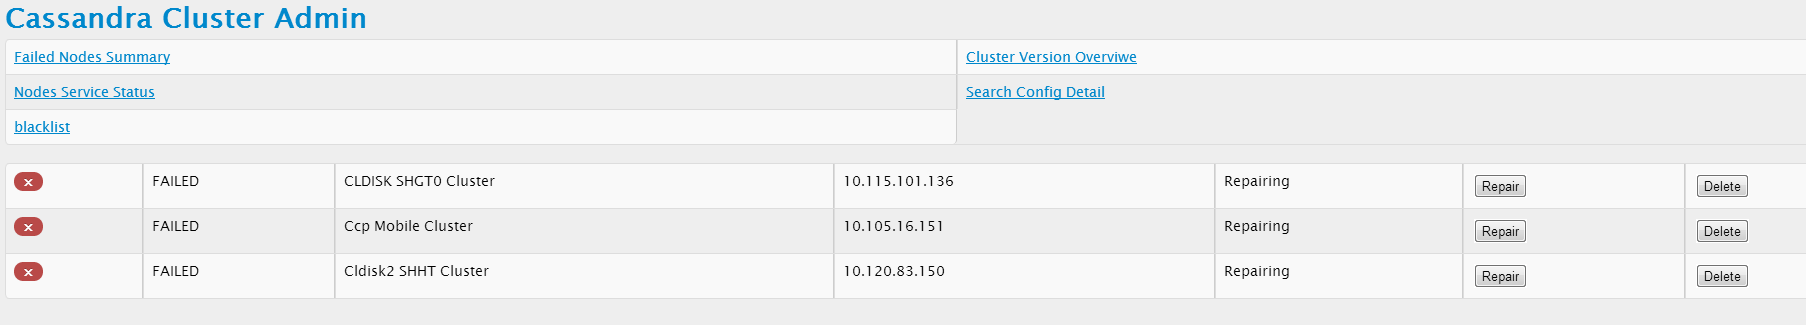 Cassandra Cluster Admin
Failed Nodes Summary Cluster Version Overviwe
Nodes Service Status Search Config Detail
blacklist
x FAILED CLDISK SHGT0 Cluster 10.115.101.136 Repairing Repair Delete
x FAILED Ccp Mobile Cluster 10.105.16.151 Repairing Repair Delete
x FAILED Cldisk2 SHHT Cluster 10.120.83.150 Repairing Repair Delete